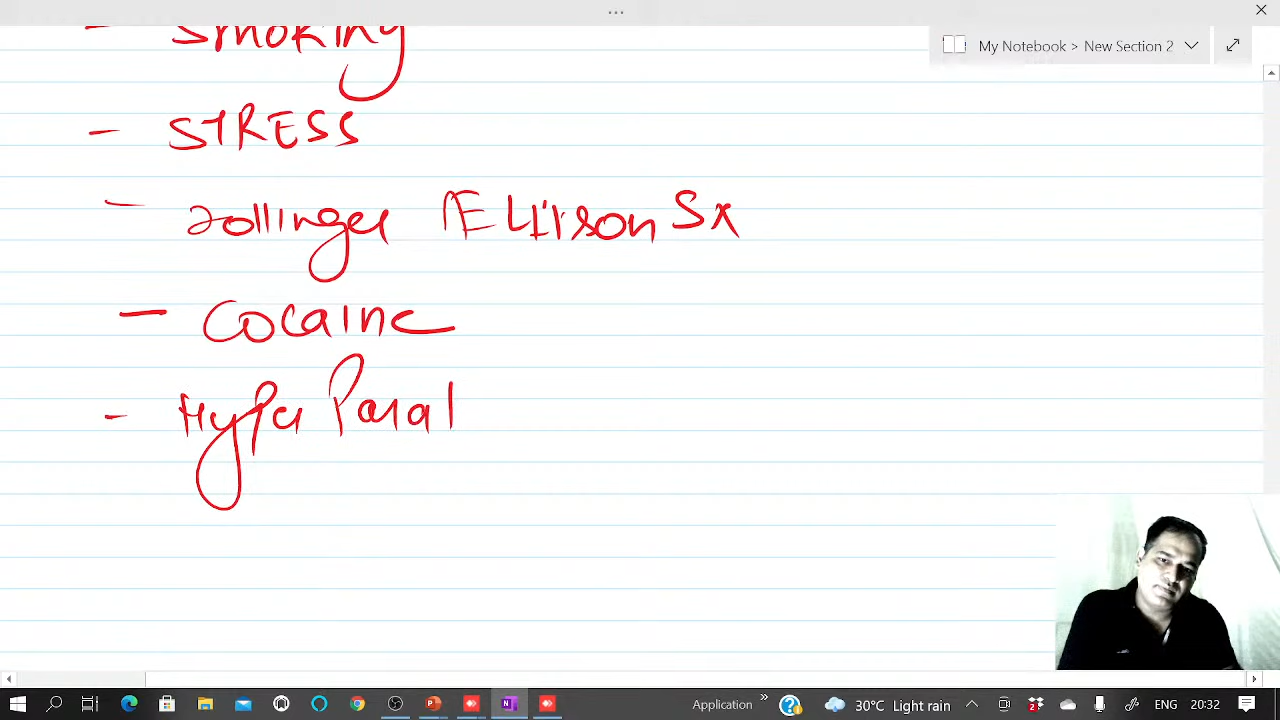 ...
My Notebook > New Section 2
- Smoking
- STRESS
- Zollinger Ellison Sx
- Cocaine
- Hyper Parat
Application
30°C Light rain
ENG
20:32